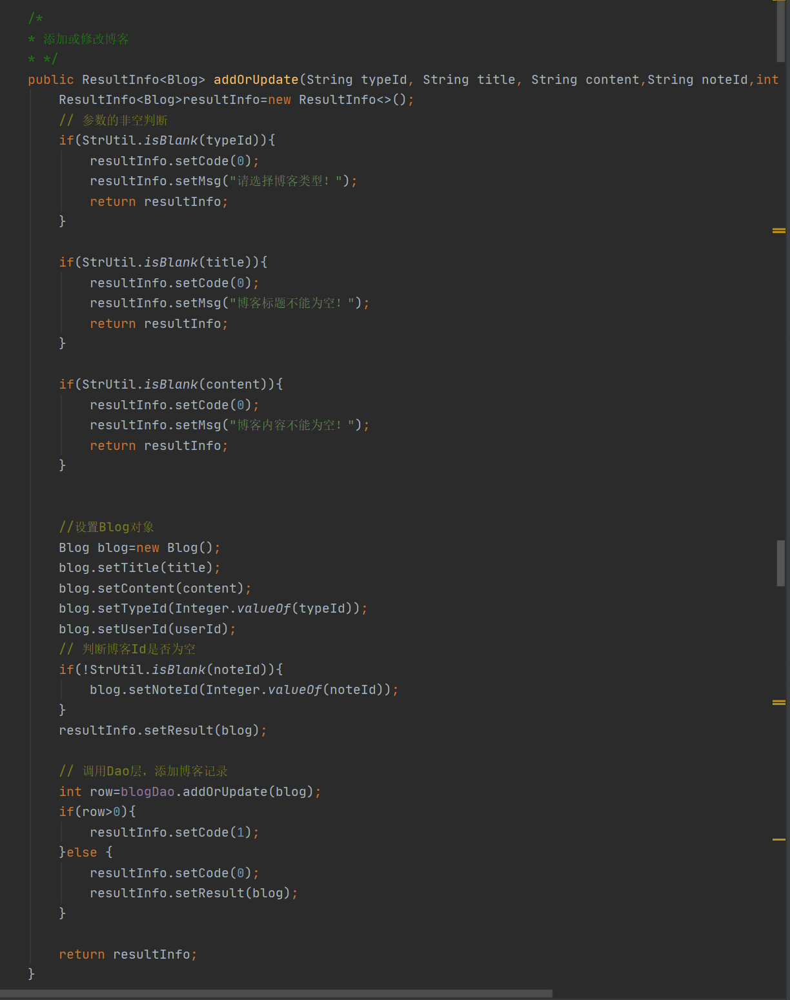 /*
* 添加或修改博客
* */
public ResultInfo<Blog> addOrUpdate(String typeId, String title, String content,String noteId,int
ResultInfo<Blog>resultInfo=new ResultInfo<>();
// 参数的非空判断
if(StrUtil.isBlank(typeId)){
resultInfo.setCode(0);
resultInfo.setMsg("请选择博客类型！");
return resultInfo;
}
if(StrUtil.isBlank(title)){
resultInfo.setCode(0);
resultInfo.setMsg("博客标题不能为空！");
return resultInfo;
}
if(StrUtil.isBlank(content)){
resultInfo.setCode(0);
resultInfo.setMsg("博客内容不能为空！");
return resultInfo;
}
//设置Blog对象
Blog blog=new Blog();
blog.setTitle(title);
blog.setContent(content);
blog.setTypeId(Integer.valueOf(typeId));
blog.setUserId(userId);
// 判断博客Id是否为空
if(!StrUtil.isBlank(noteId)){
blog.setNoteId(Integer.valueOf(noteId));
}
resultInfo.setResult(blog);
// 调用Dao层，添加博客记录
int row=blogDao.addOrUpdate(blog);
if(row>0){
resultInfo.setCode(1);
}else {
resultInfo.setCode(0);
resultInfo.setResult(blog);
}
return resultInfo;
}